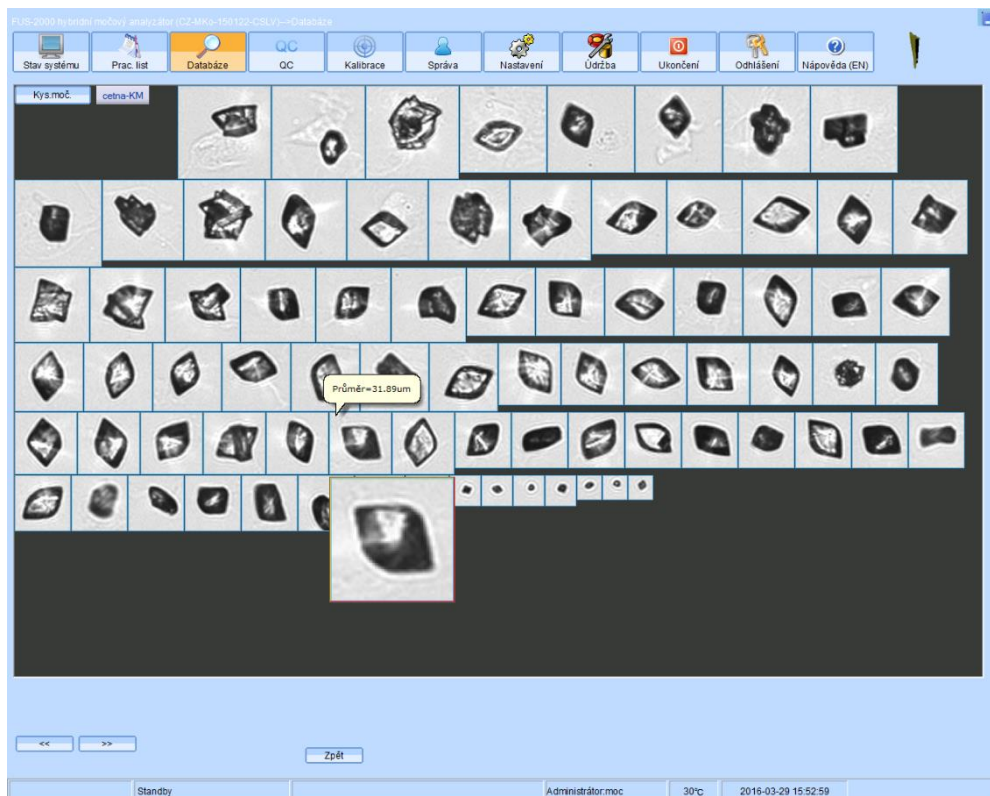 FUS-2000 hybridní močový analyzátor (CZ-MKo-150122-CSLV)-->Databáze
Stav systému
Prac. list
Databáze
QC
QC
Kalibrace
Správa
Nastavení
Údržba
Ukončení
Odhlášení
Nápověda (EN)
Kys.moč.
cetna-KM
Průměr=31.89um
<<
>>
Zpět
Standby
Administrátor:moc
30°C
2016-03-29 15:52:59